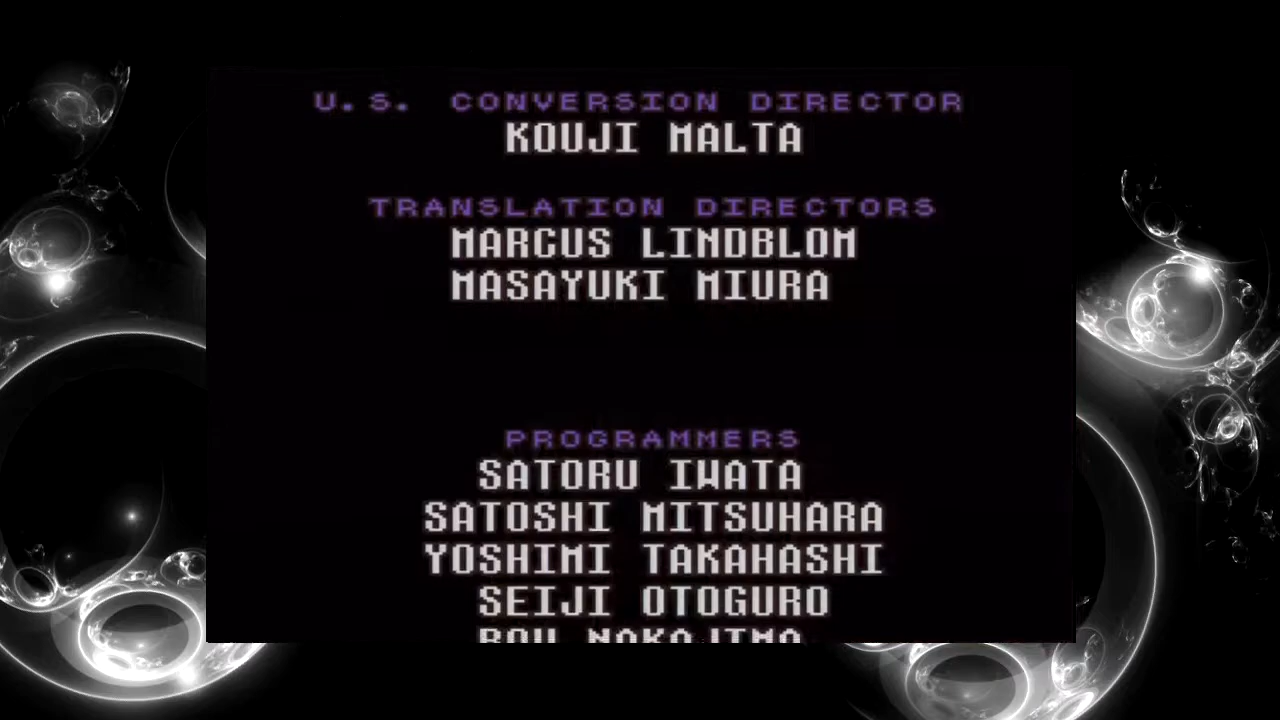 U.S. CONVERSION DIRECTOR
KOUJI MALTA
TRANSLATION DIRECTORS
MARCUS LINDBLOM
MASAYUKI MIURA
PROGRAMMERS
SATORU IWATA
SATOSHI MITSUHARA
YOSHIMI TAKAHASHI
SEIJI OTOGURO
NAKAJIMA